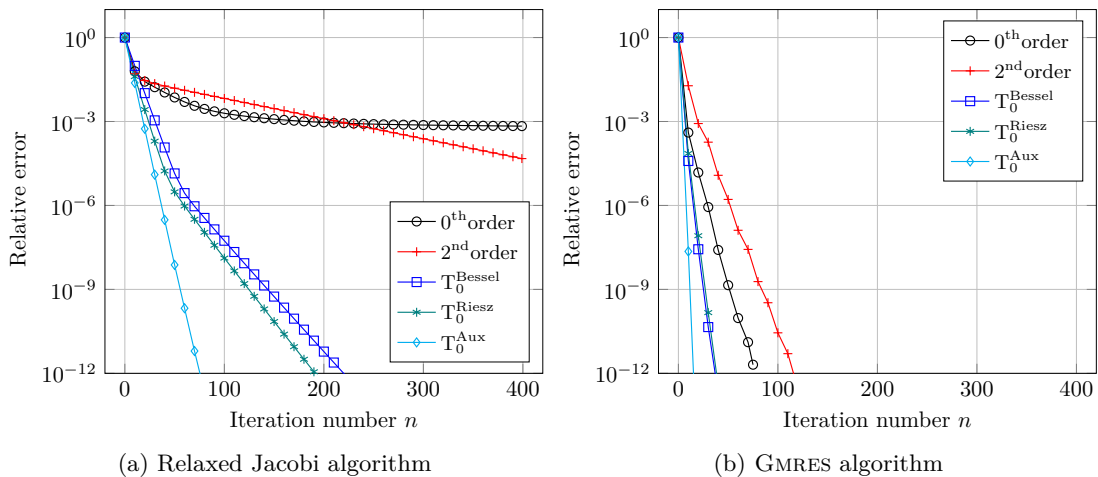 10^0
10^−3
10^−6
10^−9
10^−12
Relative error
0 100 200 300 400
Iteration number n
0^th order
2^nd order
T_0^Bessel
T_0^Riesz
T_0^Aux
(a) Relaxed Jacobi algorithm
10^0
10^−3
10^−6
10^−9
10^−12
Relative error
0 100 200 300 400
Iteration number n
0^th order
2^nd order
T_0^Bessel
T_0^Riesz
T_0^Aux
(b) GMRES algorithm